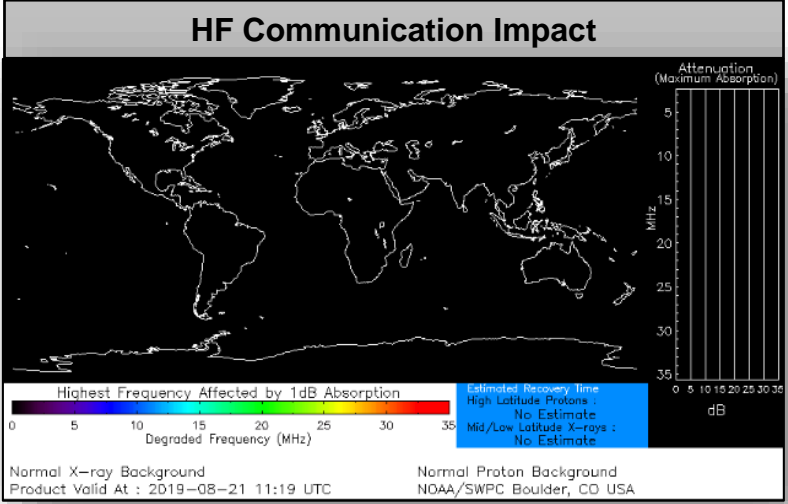 HF Communication Impact
Attenuation
(Maximum Absorption)
5
10
15
20
25
30
35
MHz
0 5 10 15 20 25 30 35
dB
Highest Frequency Affected by 1dB Absorption
0 5 10 15 20 25 30 35
Degraded Frequency (MHz)
Estimated Recovery Time
High Latitude Protons :
No Estimate
Mid/Low Latitude X-rays :
No Estimate
Normal X-ray Background
Normal Proton Background
Product Valid At : 2019-08-21 11:19 UTC
NOAA/SWPC Boulder, CO USA